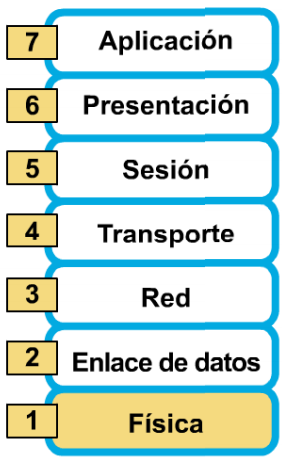 7 Aplicación
6 Presentación
5 Sesión
4 Transporte
3 Red
2 Enlace de datos
1 Física